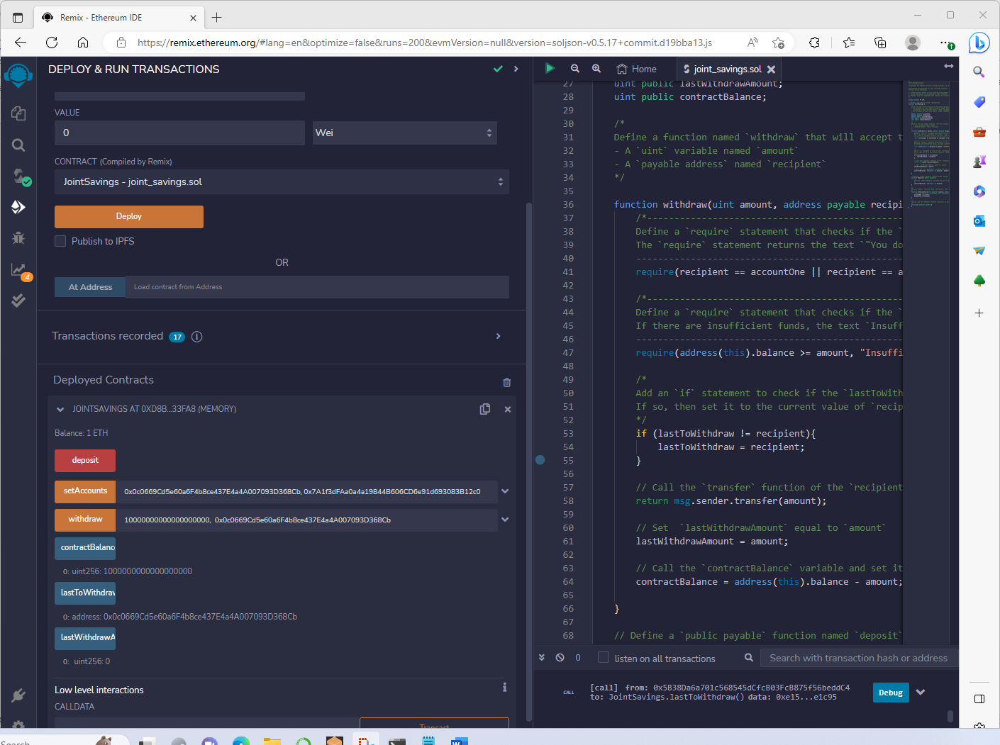 Remix - Ethereum IDE
https://remix.ethereum.org/#lang=en&optimize=false&runs=200&evmVersion=null&version=soljson-v0.5.17+commit.d19bba13.js
DEPLOY & RUN TRANSACTIONS
VALUE
0
Wei
CONTRACT (Compiled by Remix)
JointSavings - joint_savings.sol
Deploy
Publish to IPFS
OR
At Address
Load contract from Address
Transactions recorded 17
Deployed Contracts
JOINTSAVINGS AT 0XD8B...33FA8 (MEMORY)
Balance: 1 ETH
deposit
setAccounts 0x0c0669Cd5e60a6F4b8ce437E4a4A007093D368Cb, 0x7A1f3dFAa0a4a19844B606CD6e91d693083B12c0
withdraw 10000000000000000000, 0x0c0669Cd5e60a6F4b8ce437E4a4A007093D368Cb
contractBalanc
0: uint256: 1000000000000000000
lastToWithdraw
0: address: 0x0c0669Cd5e60a6F4b8ce437E4a4A007093D368Cb
lastWithdrawA
0: uint256: 0
Low level interactions
CALLDATA
Transact
4
Home
joint_savings.sol
27 uint public lastWithdrawAmount;
28 uint public contractBalance;
29
30 /*
31 Define a function named `withdraw` that will accept t
32 - A `uint` variable named `amount`
33 - A `payable address` named `recipient`
34 */
35
36 function withdraw(uint amount, address payable recipi
37 /*-----------------------------------------------
38 Define a `require` statement that checks if the `
39 The `require` statement returns the text `"You do
40 -------------------------------------------------
41 require(recipient == accountOne || recipient == a
42
43 /*-----------------------------------------------
44 Define a `require` statement that checks if the `
45 If there are insufficient funds, the text `Insuff
46 -------------------------------------------------
47 require(address(this).balance >= amount, "Insuffi
48
49 /*
50 Add an `if` statement to check if the `lastToWith
51 If so, then set it to the current value of `recip
52 */
53 if (lastToWithdraw != recipient){
54 lastToWithdraw = recipient;
55 }
56
57 // Call the `transfer` function of the `recipient
58 return msg.sender.transfer(amount);
59
60 // Set  `lastWithdrawAmount` equal to `amount`
61 lastWithdrawAmount = amount;
62
63 // Call the `contractBalance` variable and set it
64 contractBalance = address(this).balance - amount;
65
66 }
67
68 // Define a `public payable` function named `deposit`
0
listen on all transactions
Search with transaction hash or address
CALL
[call] from: 0x5B38Da6a701c568545dCfcB03FcB875f56beddC4
to: JointSavings.lastToWithdraw() data: 0xe15...e1c95
Debug
Search